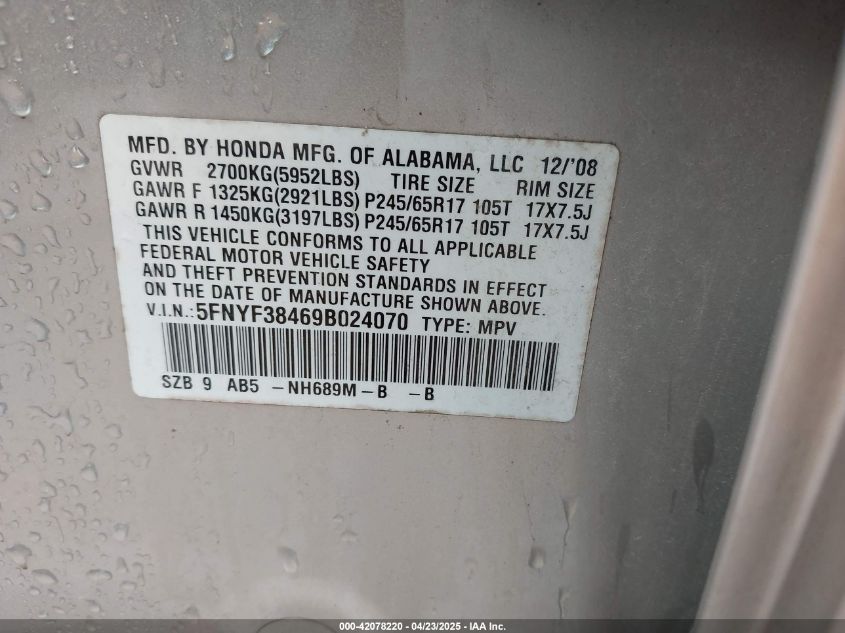 MFD. BY HONDA MFG. OF ALABAMA, LLC 12/'08
GVWR 2700KG(5952LBS) TIRE SIZE RIM SIZE
GAWR F 1325KG(2921LBS) P245/65R17 105T 17X7.5J
GAWR R 1450KG(3197LBS) P245/65R17 105T 17X7.5J
THIS VEHICLE CONFORMS TO ALL APPLICABLE
FEDERAL MOTOR VEHICLE SAFETY
AND THEFT PREVENTION STANDARDS IN EFFECT
ON THE DATE OF MANUFACTURE SHOWN ABOVE.
V.I.N.: 5FNYF38469B024070 TYPE: MPV
SZB 9 AB5 -NH689M-B -B
000-42078220 - 04/23/2025 - IAA Inc.